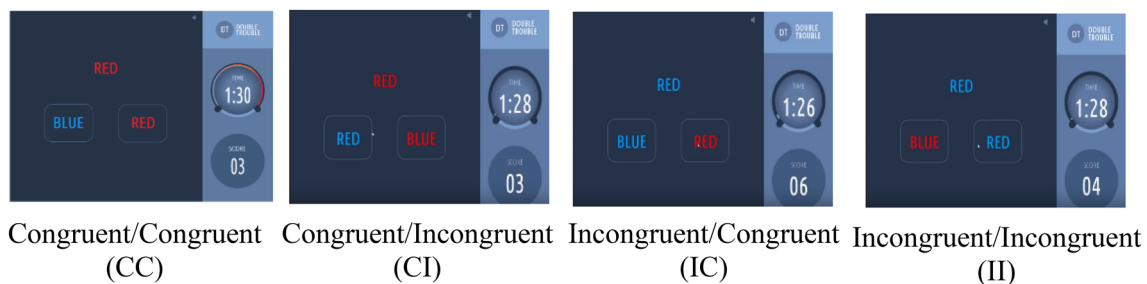 DT DOUBLE TROUBLE
RED
TIME
1:30
BLUE RED
SCORE
03
DT DOUBLE TROUBLE
RED
TIME
1:28
RED BLUE
SCORE
03
DT DOUBLE TROUBLE
RED
TIME
1:26
BLUE RED
SCORE
06
DT DOUBLE TROUBLE
RED
TIME
1:28
BLUE RED
SCORE
04
Congruent/Congruent
(CC)
Congruent/Incongruent
(CI)
Incongruent/Congruent
(IC)
Incongruent/Incongruent
(II)